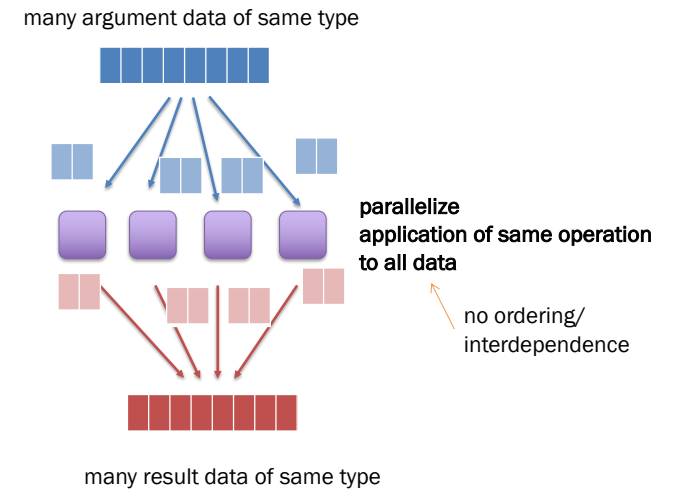 many argument data of same type
parallelize
application of same operation
to all data
no ordering/
interdependence
many result data of same type